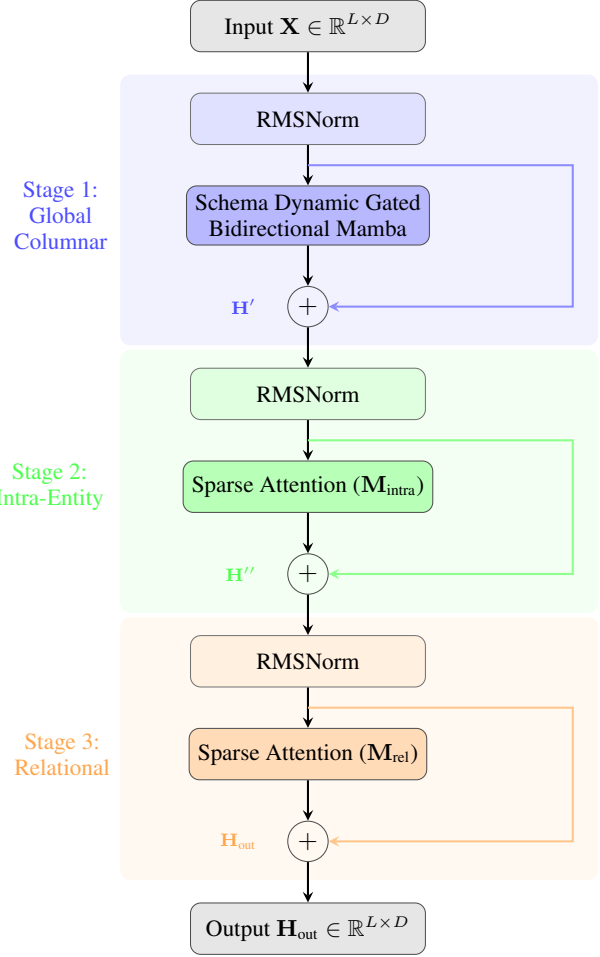 Input X ∈ ℝ^{L×D}
RMSNorm
Stage 1:
Global
Columnar
Schema Dynamic Gated
Bidirectional Mamba
H′
+
RMSNorm
Stage 2:
Intra-Entity
Sparse Attention (M_intra)
H′′
+
RMSNorm
Stage 3:
Relational
Sparse Attention (M_rel)
H_out
+
Output H_out ∈ ℝ^{L×D}